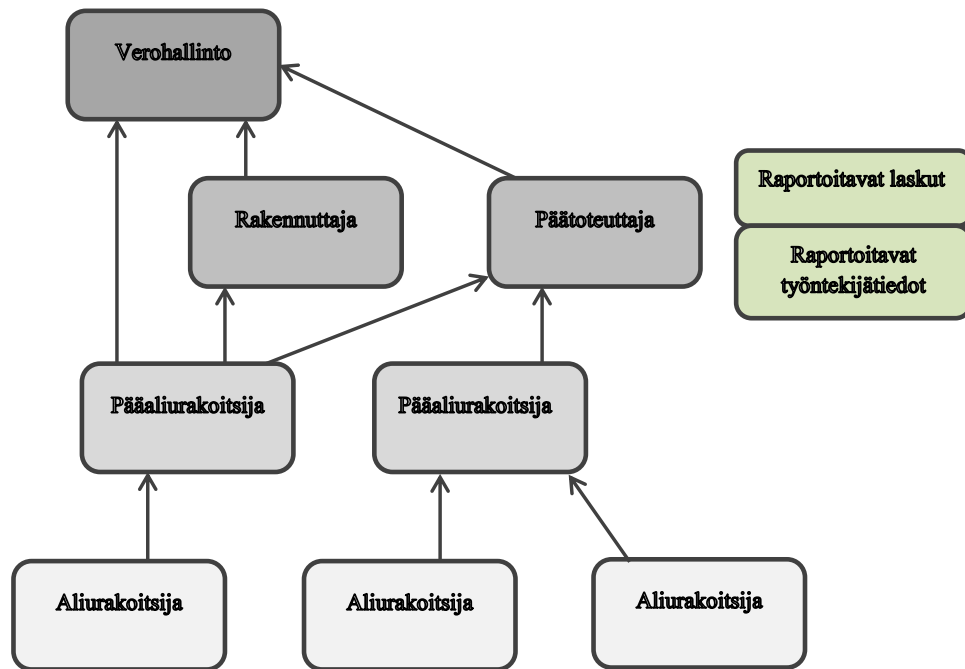 Verohallinto
Rakennuttaja
Päätoteuttaja
Raportoitavat laskut
Raportoitavat
työntekijätiedot
Pääaliurakoitsija
Pääaliurakoitsija
Aliurakoitsija
Aliurakoitsija
Aliurakoitsija